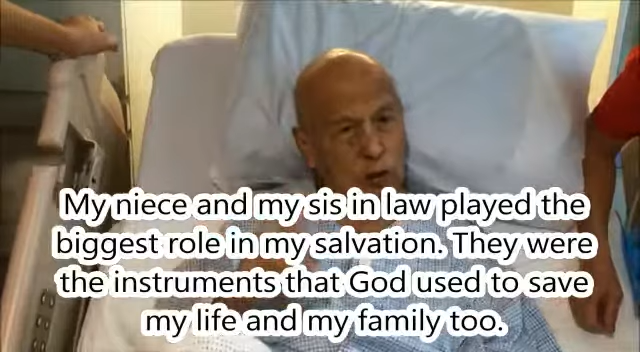 My niece and my sis in law played the
biggest role in my salvation. They were
the instruments that God used to save
my life and my family too.